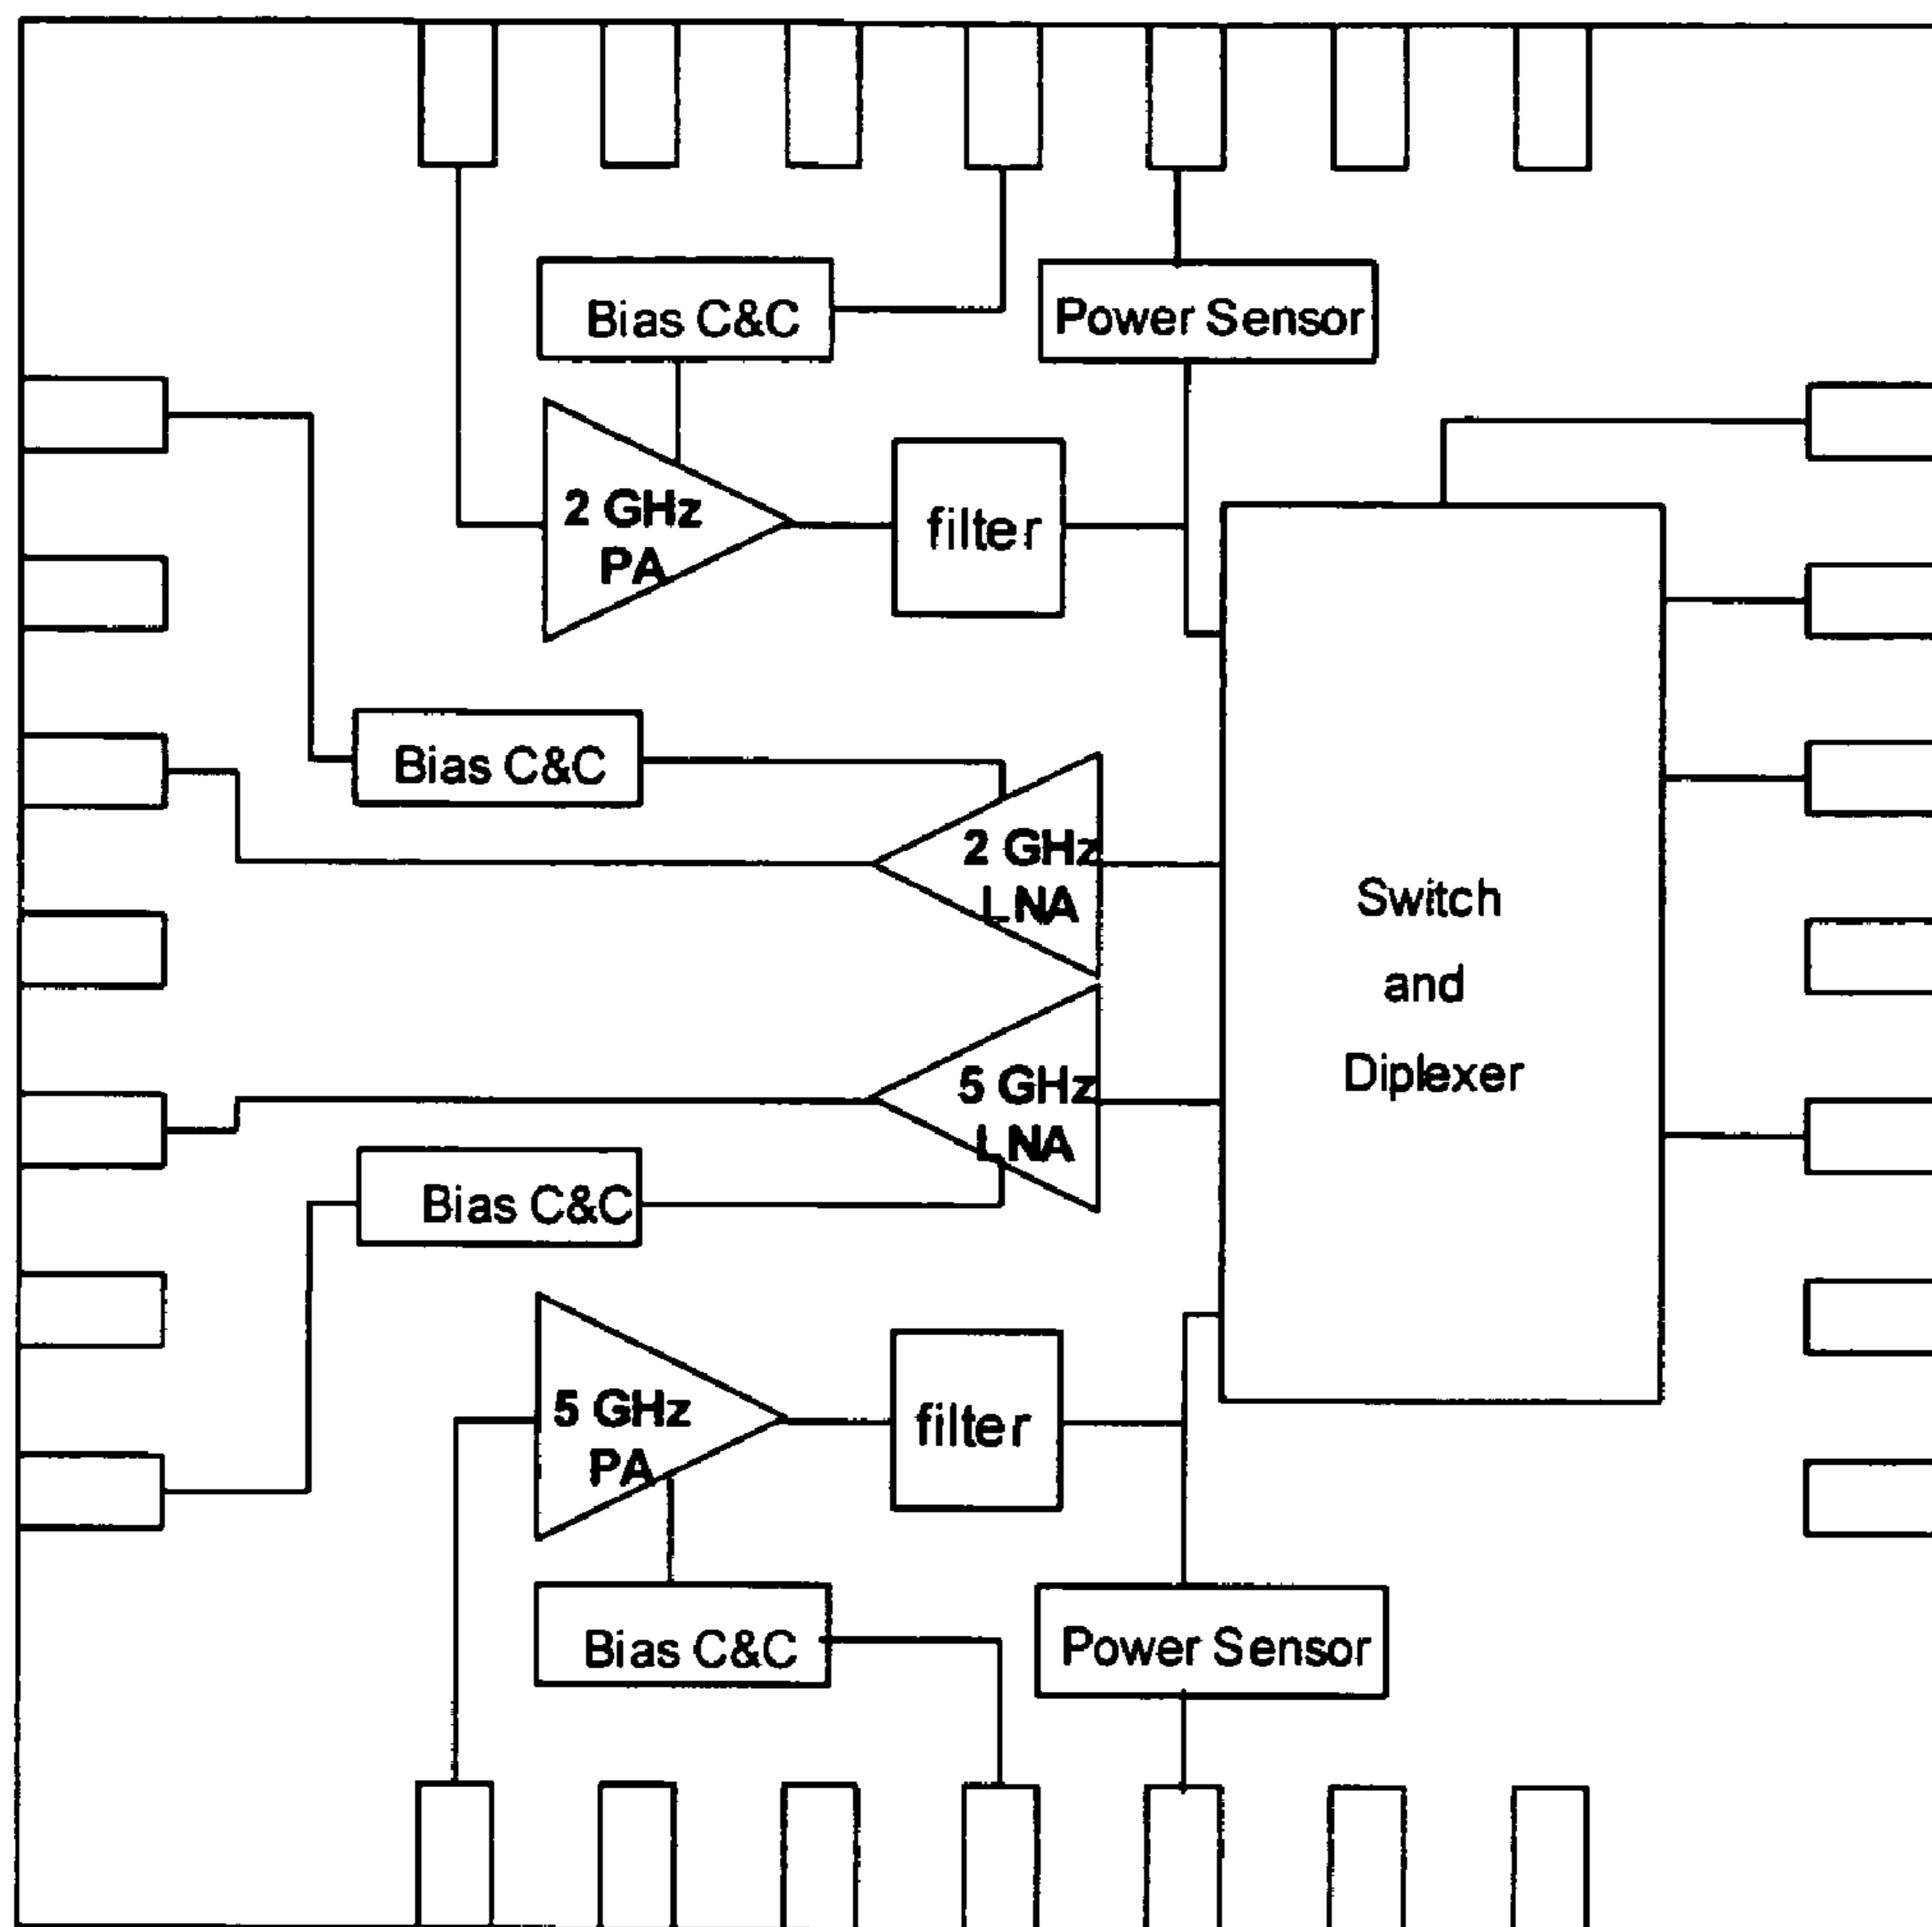 Bias C&C
Power Sensor
2 GHz
PA
filter
Bias C&C
2 GHz
LNA
Switch
and
Diplexer
5 GHz
LNA
Bias C&C
5 GHz
PA
filter
Bias C&C
Power Sensor